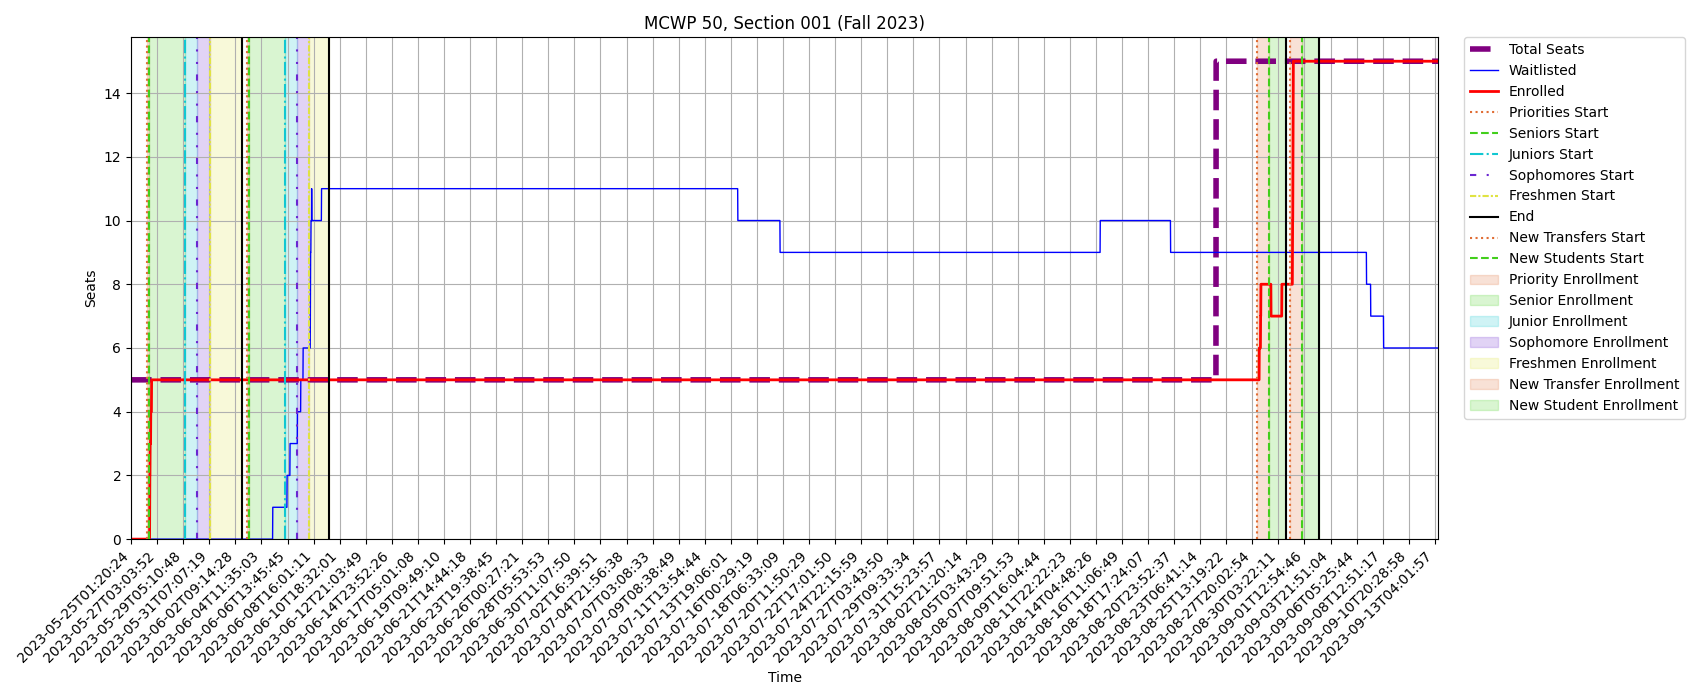 MCWP 50, Section 001 (Fall 2023)
Seats
14
12
10
8
6
4
2
0
2023-05-25T01:20:24
2023-05-27T03:03:52
2023-05-29T05:10:48
2023-05-31T07:07:19
2023-06-02T09:14:28
2023-06-04T11:35:03
2023-06-06T13:45:45
2023-06-08T16:01:11
2023-06-10T18:32:01
2023-06-12T21:03:49
2023-06-14T23:52:26
2023-06-17T05:01:08
2023-06-19T09:49:10
2023-06-21T14:44:18
2023-06-23T19:38:45
2023-06-26T00:27:21
2023-06-28T05:53:53
2023-06-30T11:07:50
2023-07-02T16:39:51
2023-07-04T21:56:38
2023-07-07T03:08:33
2023-07-09T08:38:49
2023-07-11T13:54:44
2023-07-13T19:06:01
2023-07-16T00:29:19
2023-07-18T06:33:09
2023-07-20T11:50:29
2023-07-22T17:01:50
2023-07-24T22:15:59
2023-07-27T03:43:50
2023-07-29T09:33:34
2023-07-31T15:23:57
2023-08-02T21:20:14
2023-08-05T03:43:29
2023-08-07T09:51:53
2023-08-09T16:04:44
2023-08-11T22:22:23
2023-08-14T04:48:26
2023-08-16T11:06:49
2023-08-18T17:24:07
2023-08-20T23:52:37
2023-08-23T06:41:14
2023-08-25T13:19:22
2023-08-27T20:02:54
2023-08-30T03:22:11
2023-09-01T12:54:46
2023-09-03T21:51:04
2023-09-06T05:25:44
2023-09-08T12:51:17
2023-09-10T20:28:58
2023-09-13T04:01:57
Time
Total Seats
Waitlisted
Enrolled
Priorities Start
Seniors Start
Juniors Start
Sophomores Start
Freshmen Start
End
New Transfers Start
New Students Start
Priority Enrollment
Senior Enrollment
Junior Enrollment
Sophomore Enrollment
Freshmen Enrollment
New Transfer Enrollment
New Student Enrollment